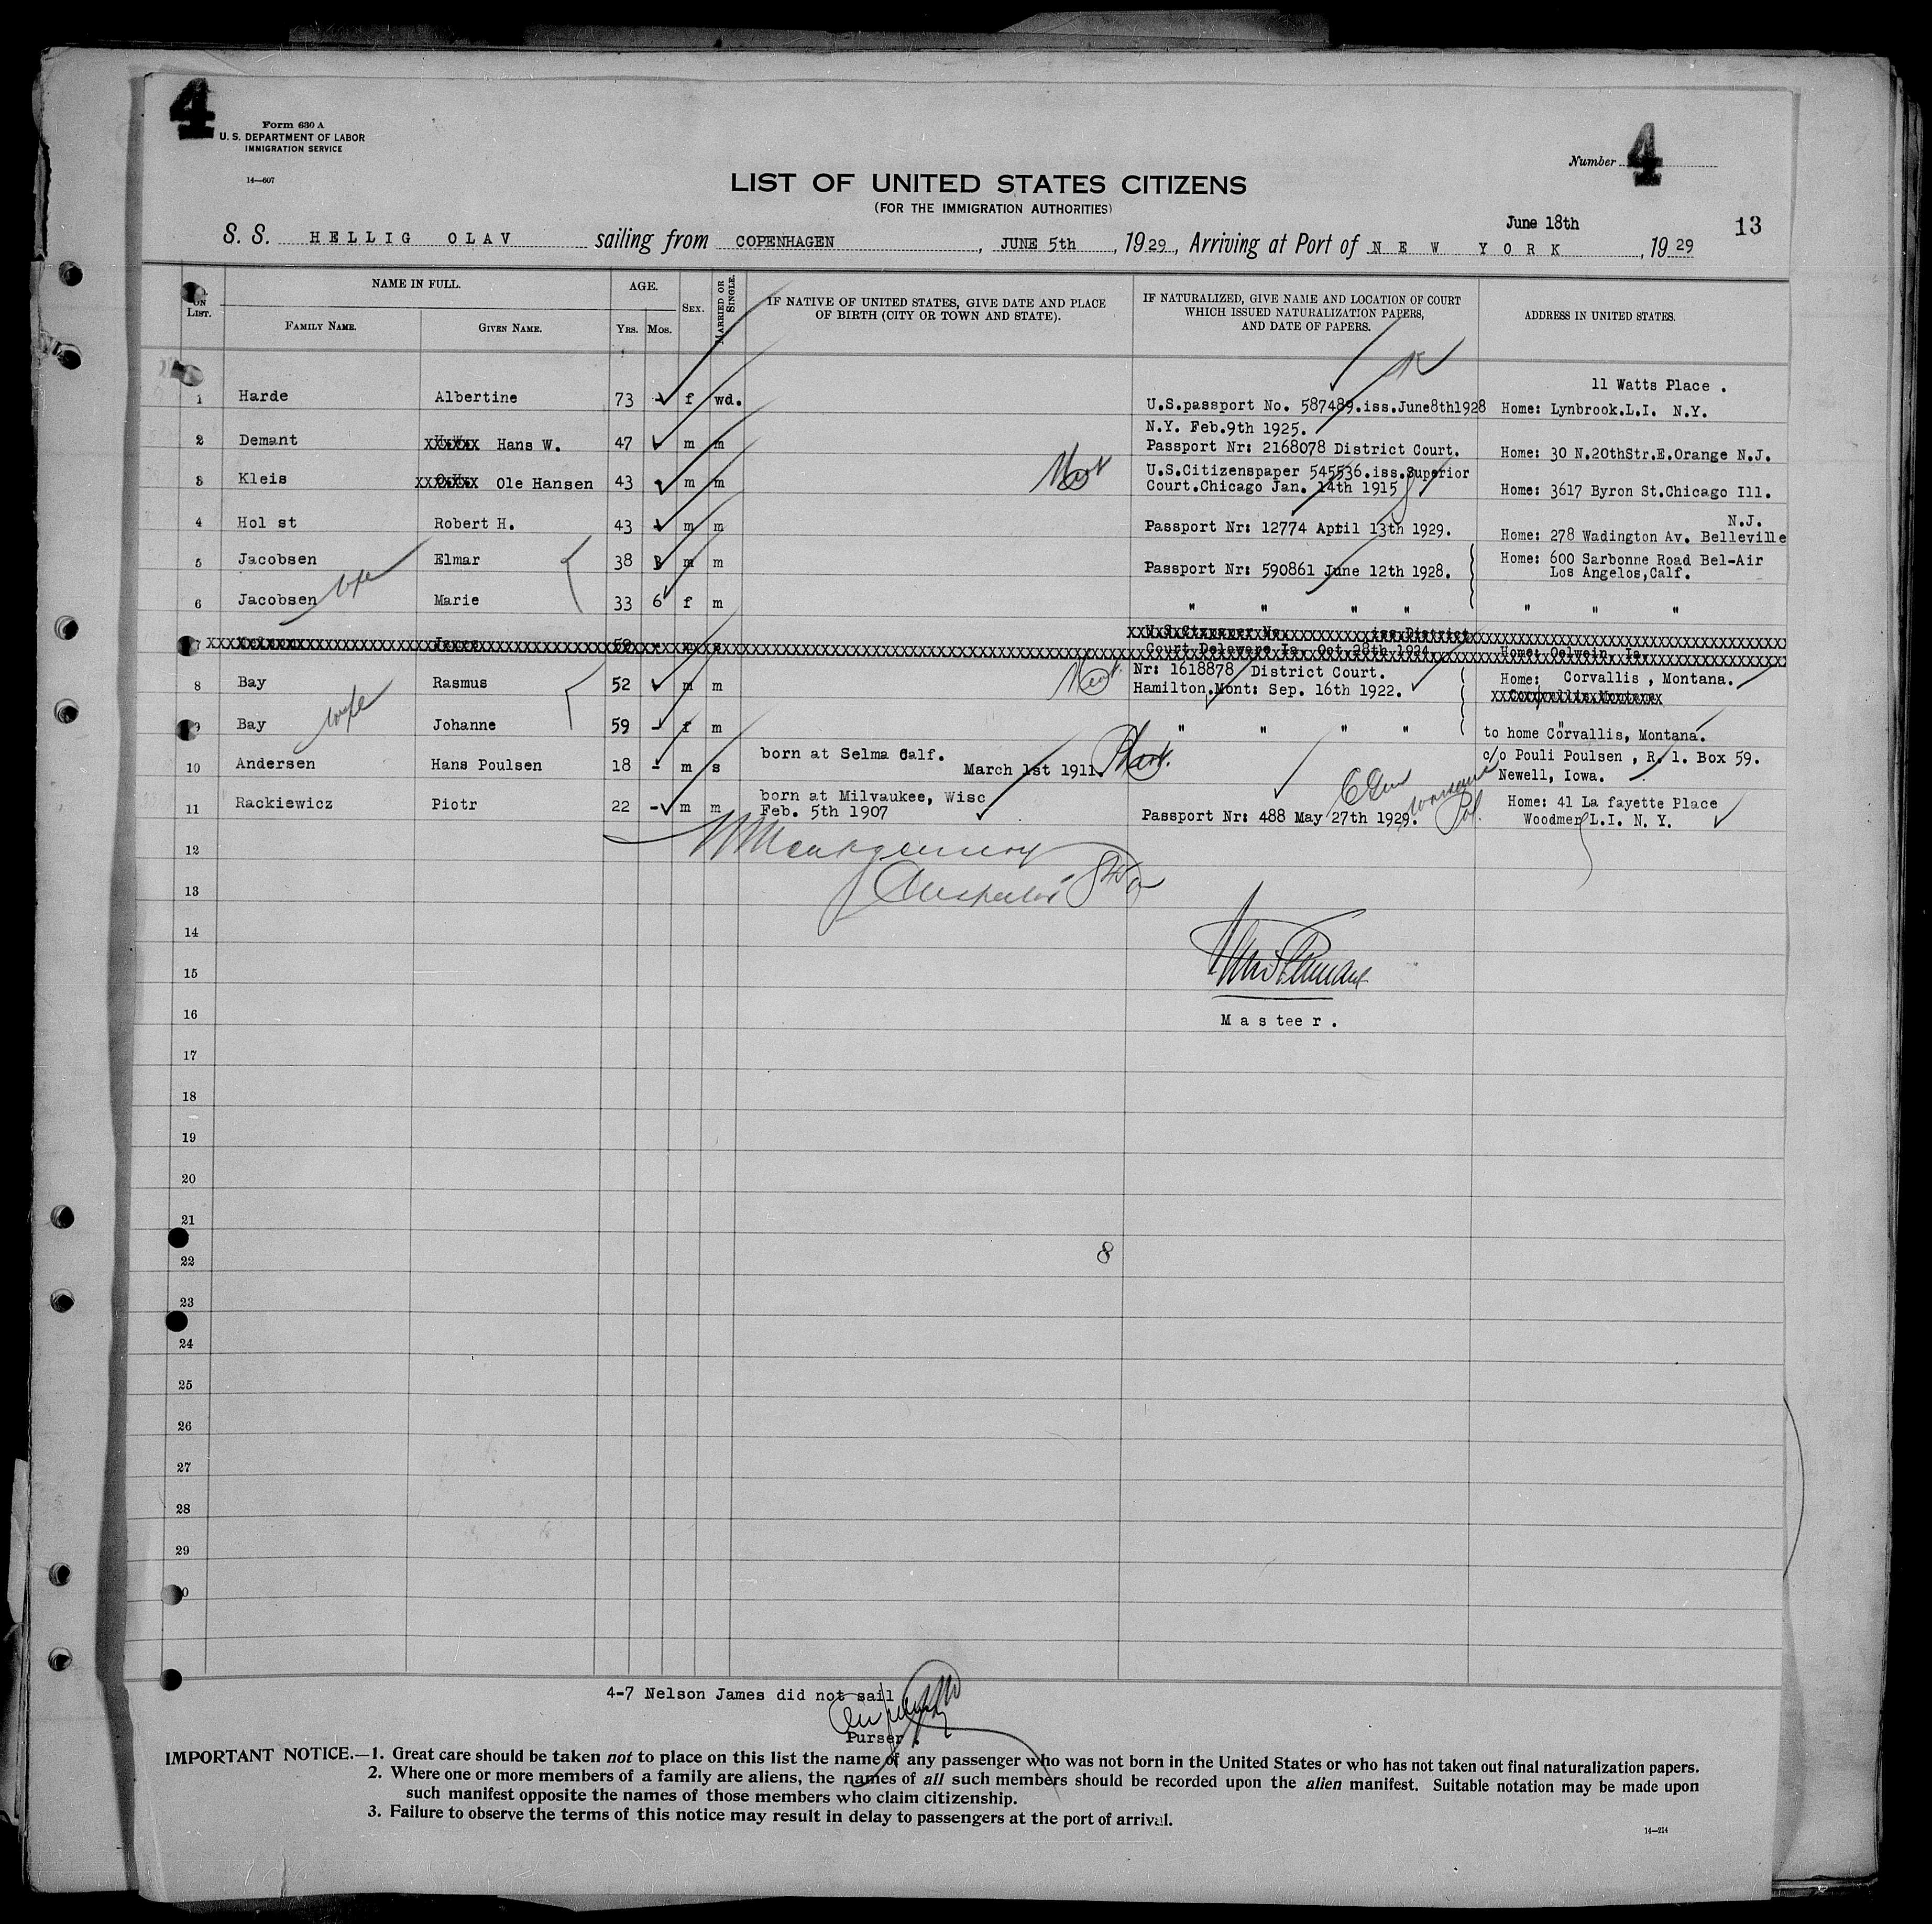 4
Form 630 A
U. S. DEPARTMENT OF LABOR
IMMIGRATION SERVICE
14—607
Number 4
LIST OF UNITED STATES CITIZENS
(FOR THE IMMIGRATION AUTHORITIES)
June 18th
13
S. S. HELLIG OLAV sailing from COPENHAGEN, JUNE 5th, 1929, Arriving at Port of NEW YORK, 1929
ON LIST.
NAME IN FULL.
FAMILY NAME.
GIVEN NAME.
AGE.
YRS.
MOS.
SEX.
MARRIED OR SINGLE.
IF NATIVE OF UNITED STATES, GIVE DATE AND PLACE
OF BIRTH (CITY OR TOWN AND STATE).
IF NATURALIZED, GIVE NAME AND LOCATION OF COURT
WHICH ISSUED NATURALIZATION PAPERS,
AND DATE OF PAPERS.
ADDRESS IN UNITED STATES.
11 Watts Place .
1 Harde Albertine 73 - f wd. U.S.passport No. 587489.iss.June8th1928 Home: Lynbrook.L.I. N.Y.
N.Y. Feb.9th 1925.
2 Demant Hans W. 47 m m Passport Nr: 2168078 District Court. Home: 30 N.20thStr.E.Orange N.J.
U.S.Citizenspaper 545536.iss.Superior
3 Kleis Ole Hansen 43 m m Court.Chicago Jan. 14th 1915 Home: 3617 Byron St.Chicago Ill.
N.J.
4 Hol st Robert H. 43 m m Passport Nr: 12774 April 13th 1929. Home: 278 Wadington Av. Belleville
5 Jacobsen Elmar 38 m m Passport Nr: 590861 June 12th 1928. Home: 600 Sarbonne Road Bel-Air
Los Angelos,Calf.
wife
6 Jacobsen Marie 33 6 f m " " " " " " "
7 James 50 - m U.S.Ctzpaper No. iss District
Court Delaware Ia. Oct 28th 1924. Home: Oelwein, Ia.
8 Bay Rasmus 52 m m Nr: 1618878 District Court. Home: Corvallis , Montana.
Hamilton.Mont: Sep. 16th 1922.
wife
9 Bay Johanne 59 - f m " " " " to home Corvallis, Montana.
10 Andersen Hans Poulsen 18 - m s born at Selma Calf. c/o Pouli Poulsen , R. 1. Box 59.
March 1st 1911. Newell, Iowa.
11 Rackiewicz Piotr 22 - m m born at Milvaukee, Wisc Home: 41 La fayette Place
Feb. 5th 1907 Passport Nr: 488 May 27th 1929. Woodmer L.I. N. Y.
Pol.
12
Montgomery
13
Inspector
14
15
16
Masteer.
17
18
19
20
21
8
22
23
24
25
26
27
28
29
0
4-7 Nelson James did not sail
Purser .
IMPORTANT NOTICE.—1. Great care should be taken not to place on this list the name of any passenger who was not born in the United States or who has not taken out final naturalization papers.
2. Where one or more members of a family are aliens, the names of all such members should be recorded upon the alien manifest. Suitable notation may be made upon
such manifest opposite the names of those members who claim citizenship.
3. Failure to observe the terms of this notice may result in delay to passengers at the port of arrival.
14—214